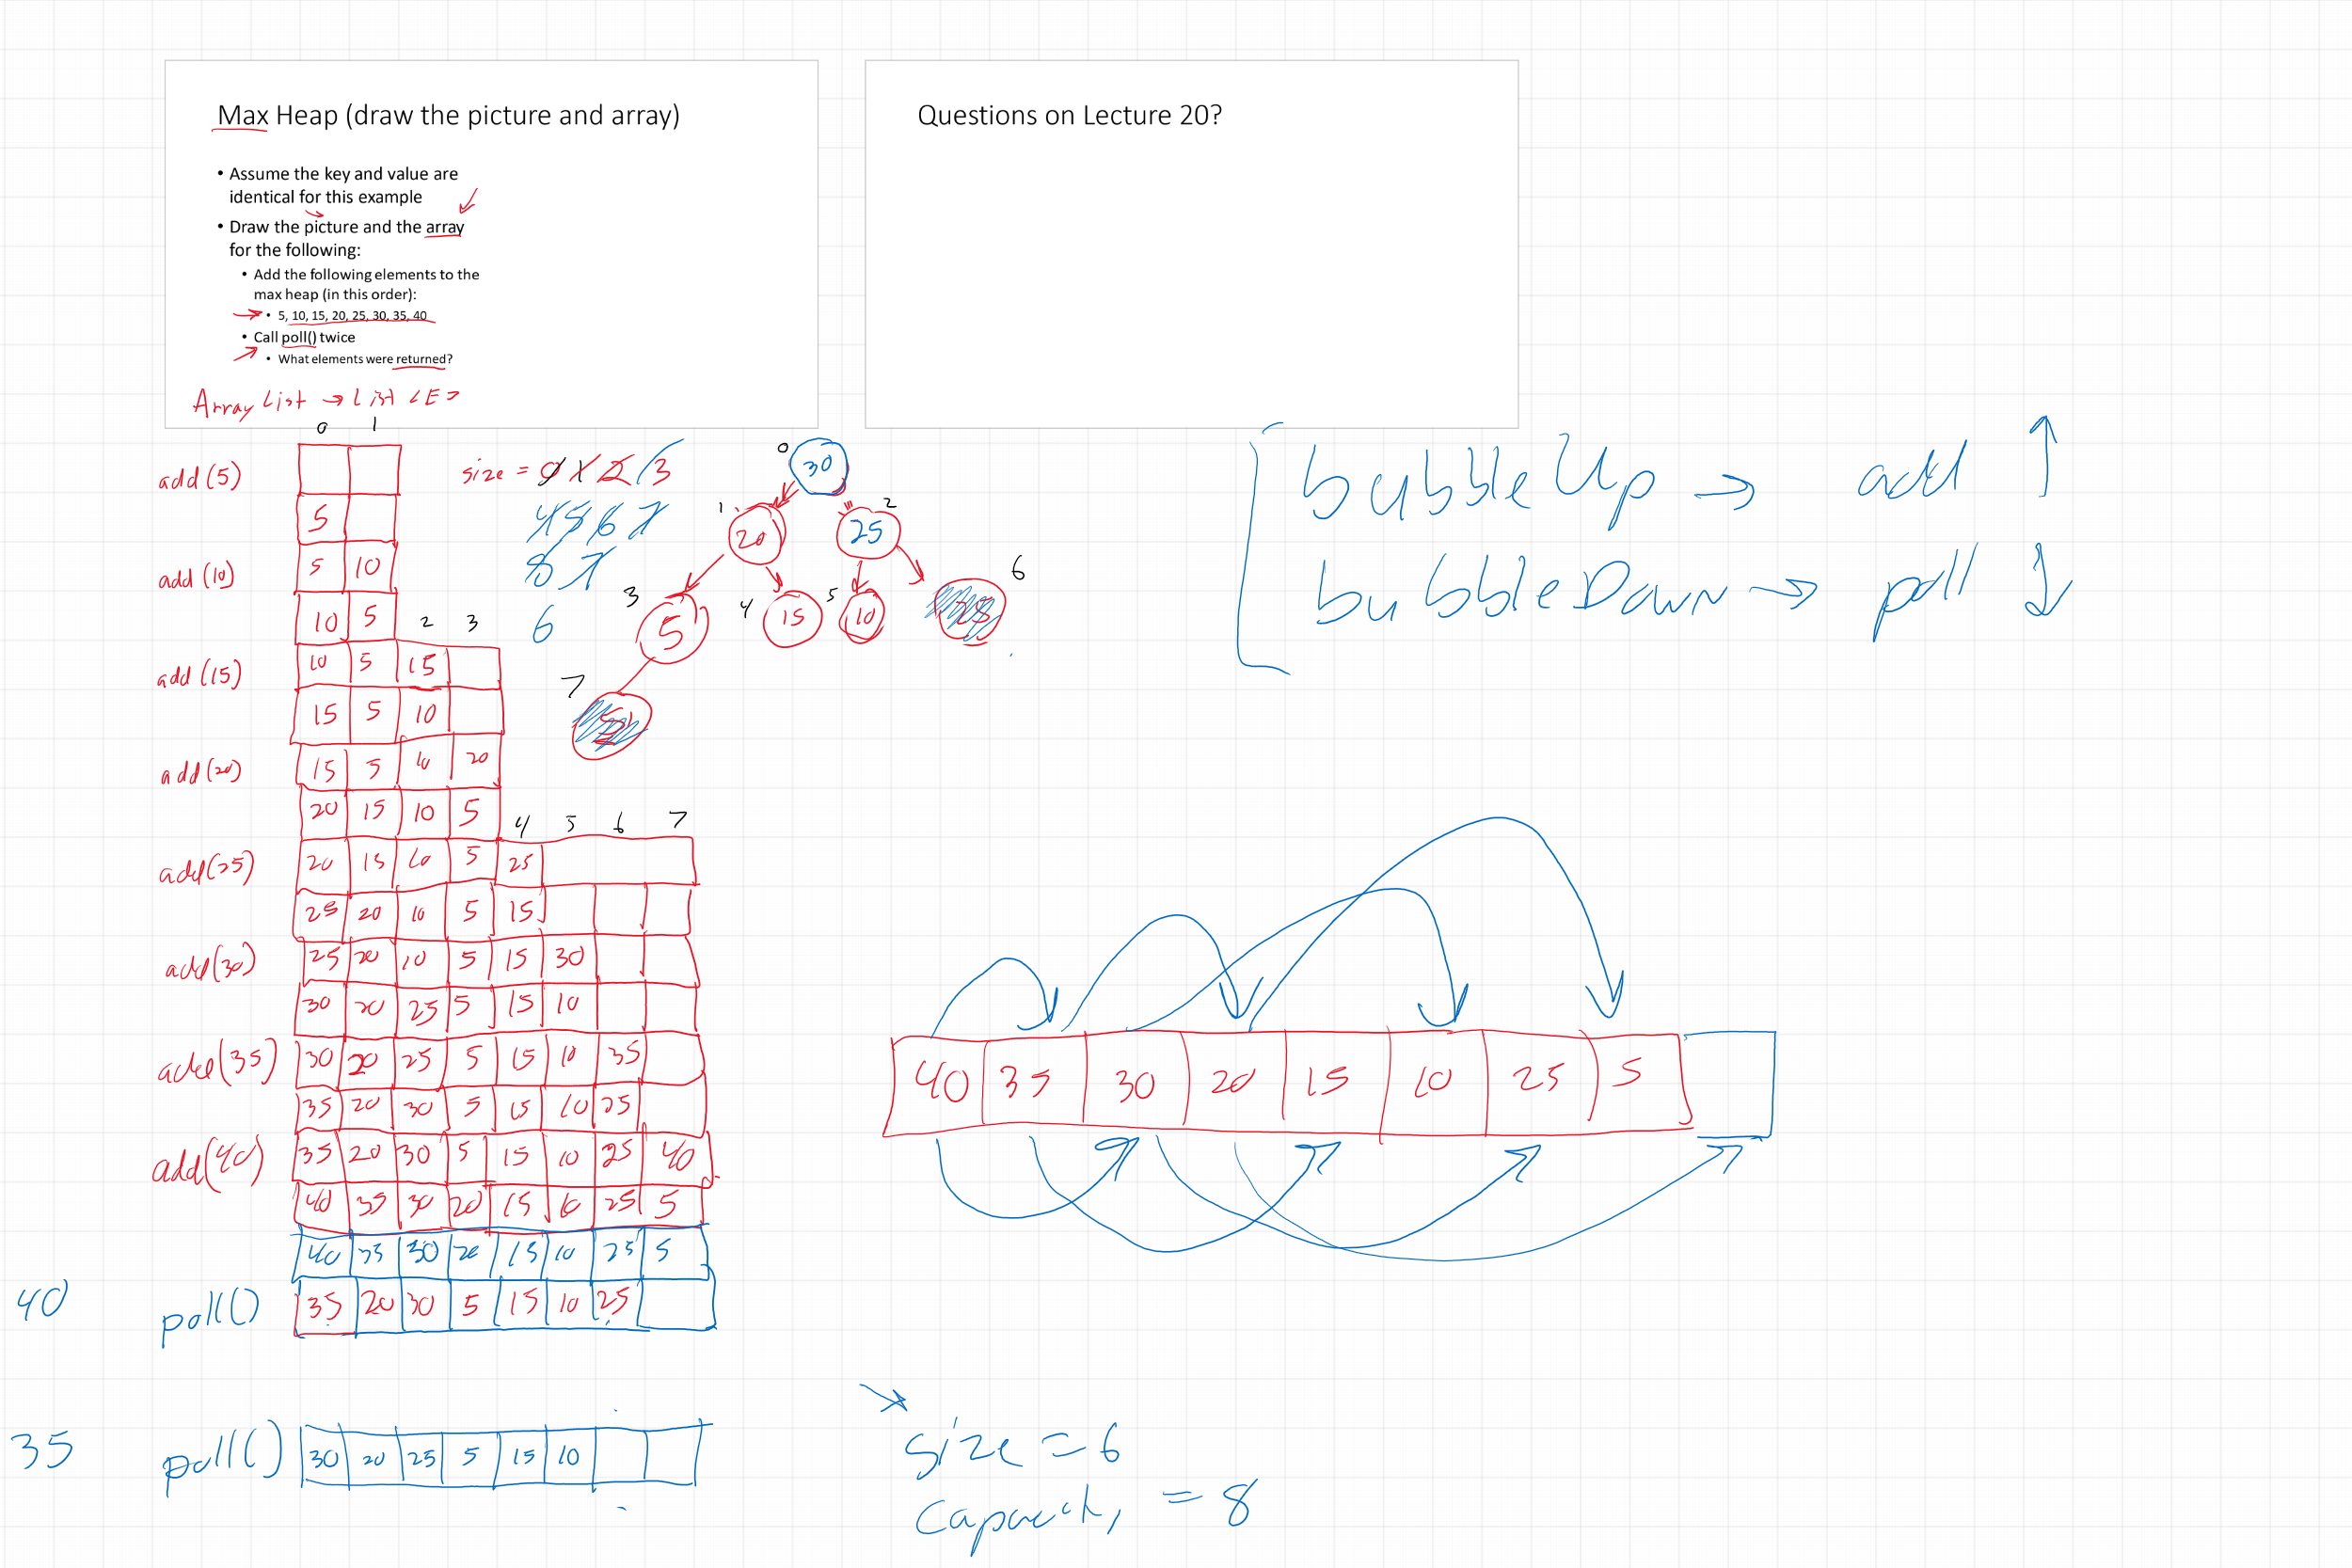 Max Heap (draw the picture and array)
• Assume the key and value are
identical for this example
• Draw the picture and the array
for the following:
• Add the following elements to the
max heap (in this order):
• 5, 10, 15, 20, 25, 30, 35, 40
• Call poll() twice
• What elements were returned?
Array List → List <E>
Questions on Lecture 20?
0 1
add(5)
5
add(10) 5 10
10 5 2 3
add(15) 10 5 15
15 5 10
add(20) 15 5 10 20
20 15 10 5 4 5 6 7
add(25) 20 15 10 5 25
25 20 10 5 15
add(30) 25 20 10 5 15 30
30 20 25 5 15 10
add(35) 30 20 25 5 15 10 35
35 20 30 5 15 10 25
add(40) 35 20 30 5 15 10 25 40
40 35 30 20 15 10 25 5
40 35 30 20 15 10 25 5
40 poll() 35 20 30 5 15 10 25
35 poll() 30 20 25 5 15 10
size = 0 1 2 3
4 5 6 7
8 7
6
0 30
1 20 2 25
3 5 4 15 5 10 6
7
bubbleUp → add ↑
bubbleDown → poll ↓
40 35 30 20 15 10 25 5
size = 6
capacity = 8